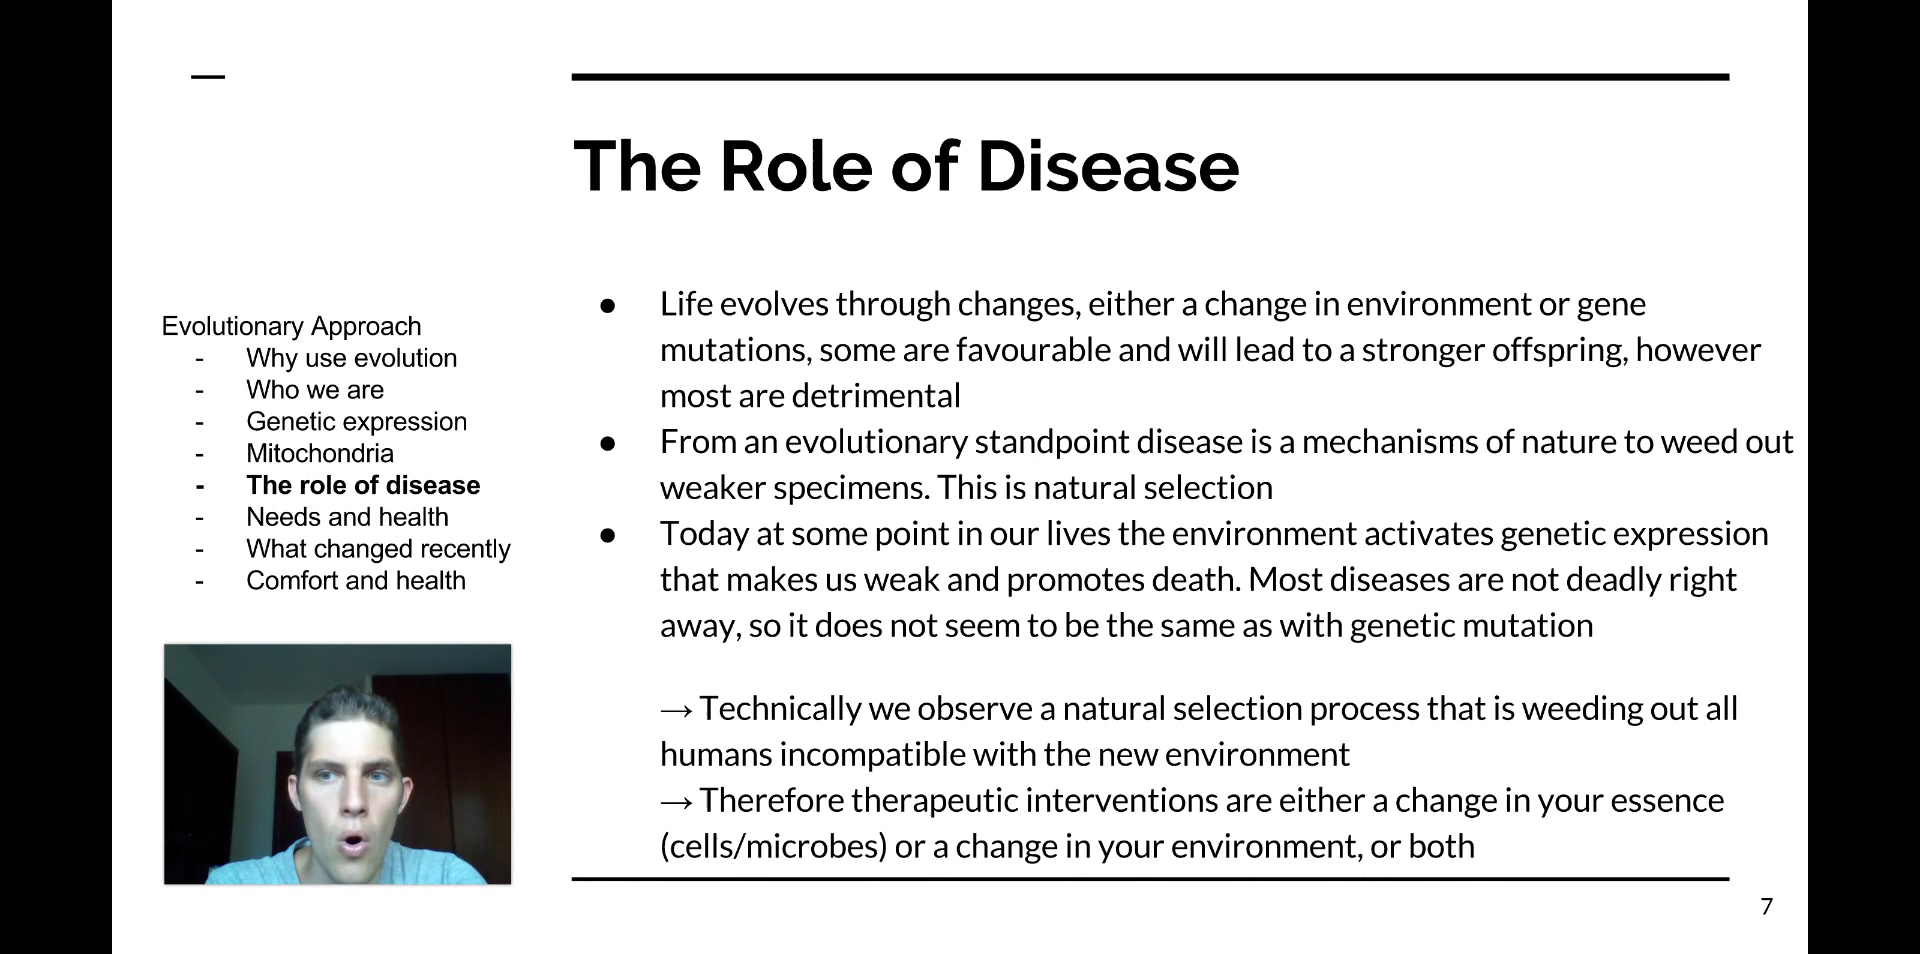 The Role of Disease
Evolutionary Approach
- Why use evolution
- Who we are
- Genetic expression
- Mitochondria
- The role of disease
- Needs and health
- What changed recently
- Comfort and health
● Life evolves through changes, either a change in environment or gene
mutations, some are favourable and will lead to a stronger offspring, however
most are detrimental
● From an evolutionary standpoint disease is a mechanisms of nature to weed out
weaker specimens. This is natural selection
● Today at some point in our lives the environment activates genetic expression
that makes us weak and promotes death. Most diseases are not deadly right
away, so it does not seem to be the same as with genetic mutation
→ Technically we observe a natural selection process that is weeding out all
humans incompatible with the new environment
→ Therefore therapeutic interventions are either a change in your essence
(cells/microbes) or a change in your environment, or both
7